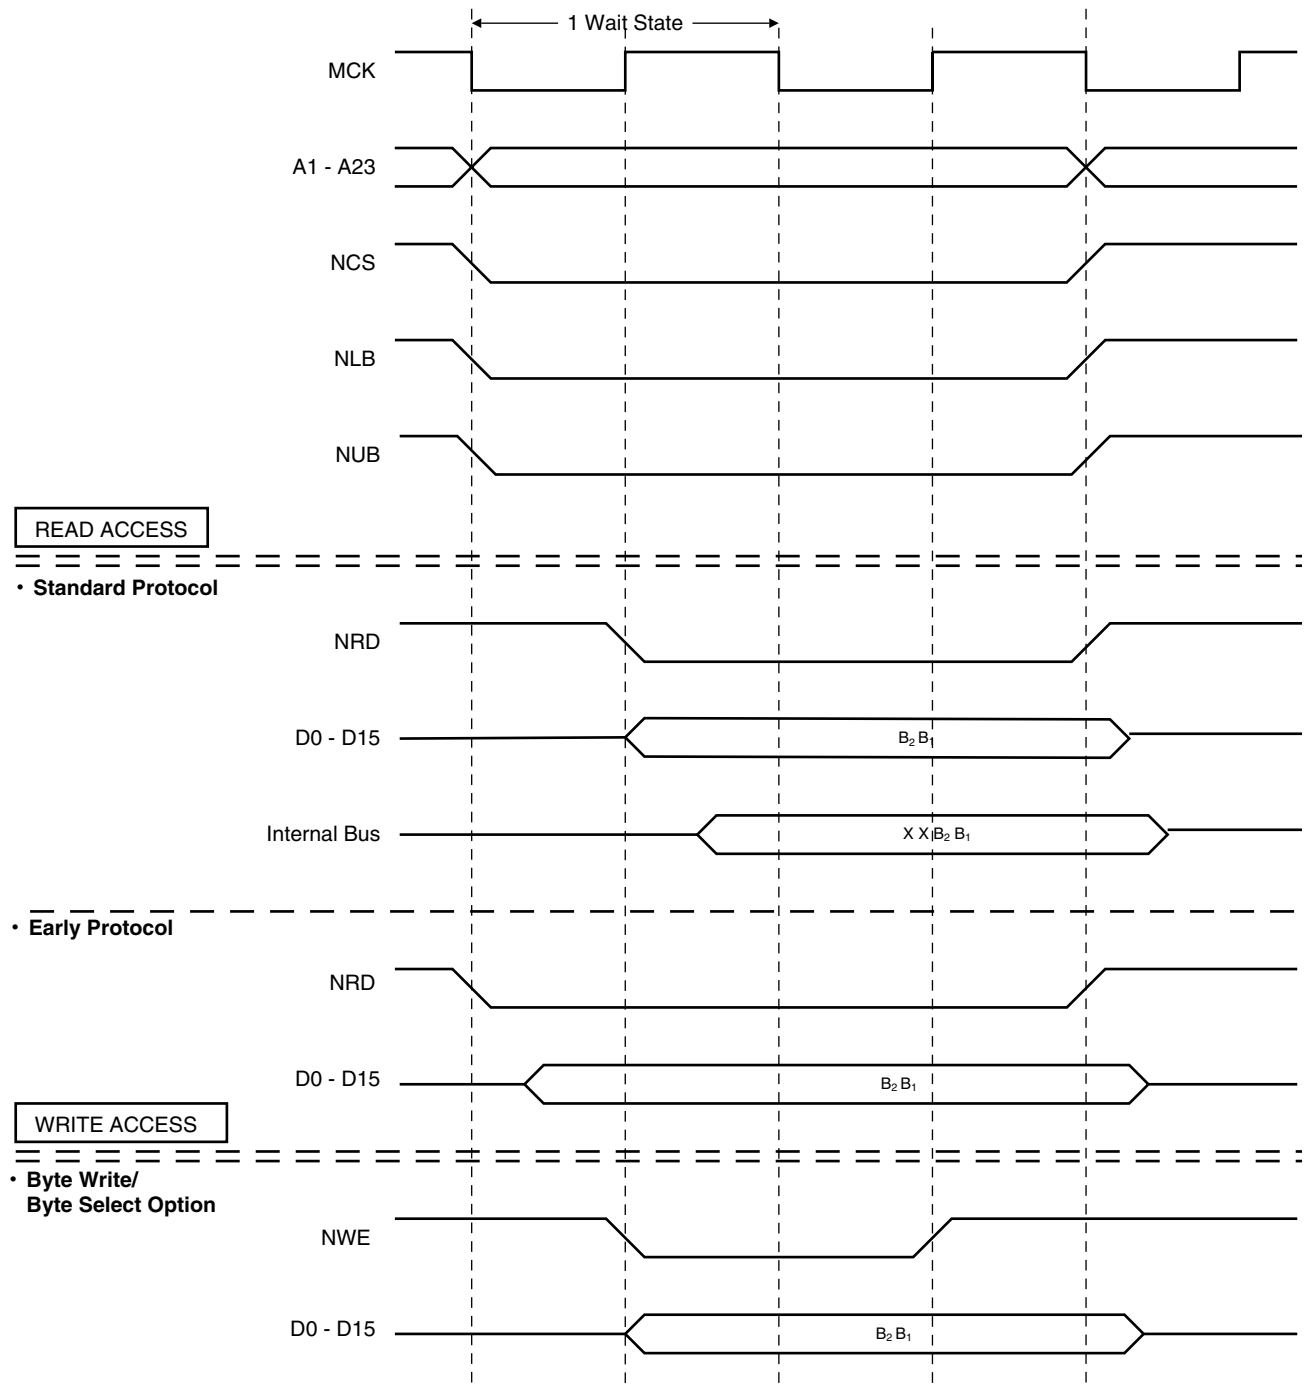 1 Wait State
MCK
A1 - A23
NCS
NLB
NUB
READ ACCESS
• Standard Protocol
NRD
D0 - D15
B₂ B₁
Internal Bus
X X B₂ B₁
• Early Protocol
NRD
D0 - D15
B₂ B₁
WRITE ACCESS
• Byte Write/
Byte Select Option
NWE
D0 - D15
B₂ B₁